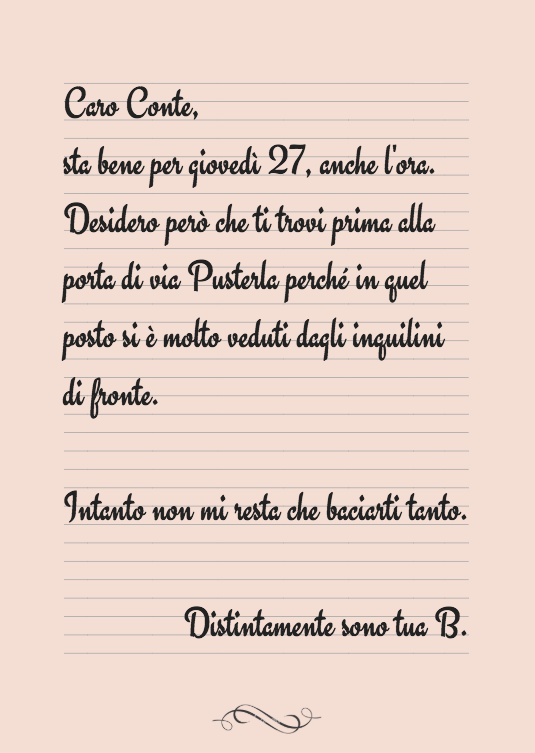 Caro Conte,
sta bene per giovedì 27, anche l'ora.
Desidero però che ti trovi prima alla
porta di via Pusterla perché in quel
posto si è molto veduti dagli inquilini
di fronte.
Intanto non mi resta che baciarti tanto.
Distintamente sono tua B.